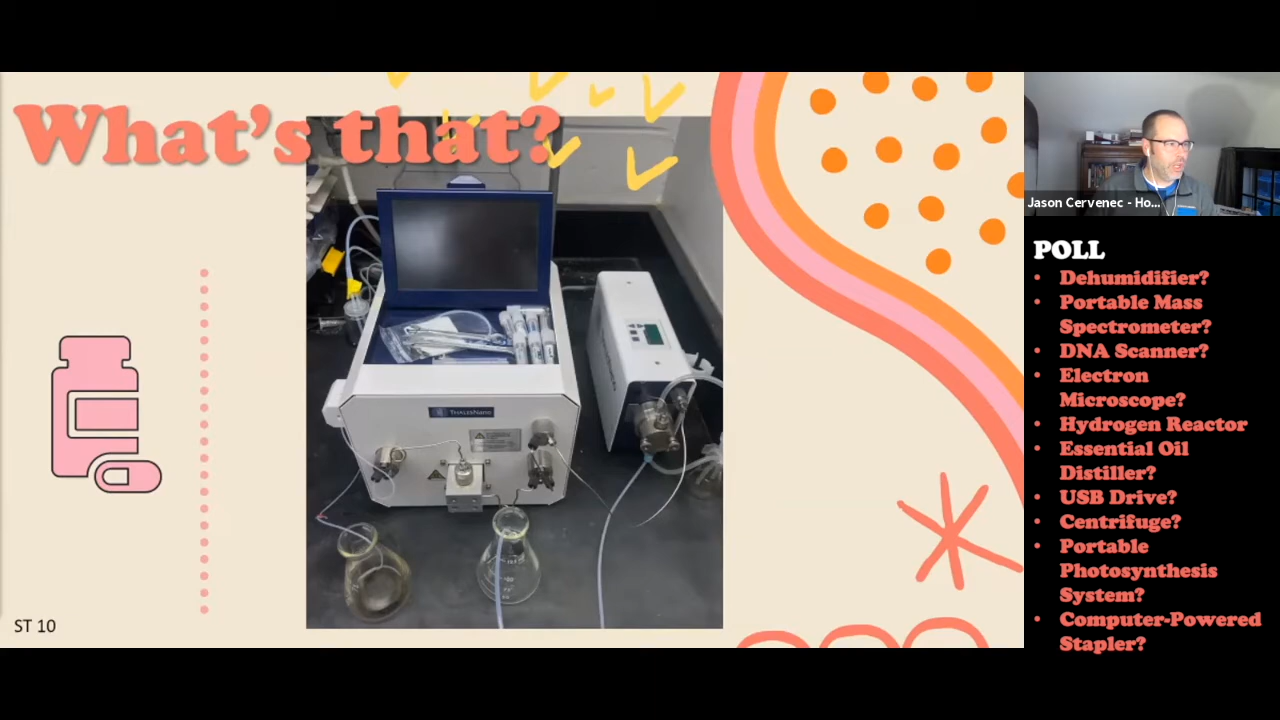 What's that?
TRAXLERNANO
ST 10
Jason Cervenec - Ho...
POLL
• Dehumidifier?
• Portable Mass
Spectrometer?
• DNA Scanner?
• Electron
Microscope?
• Hydrogen Reactor
• Essential Oil
Distiller?
• USB Drive?
• Centrifuge?
• Portable
Photosynthesis
System?
• Computer-Powered
Stapler?